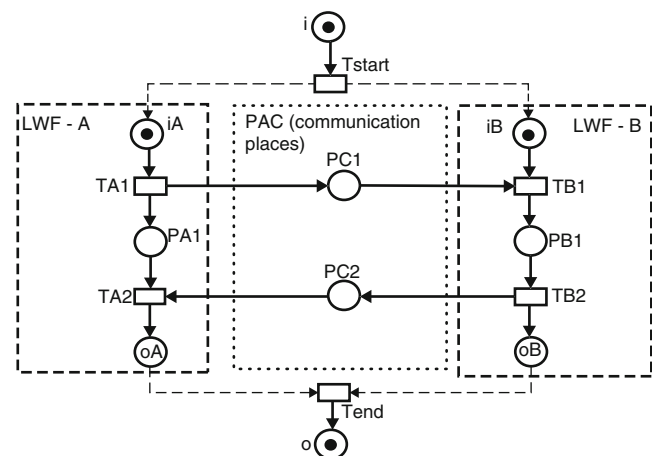 i
Tstart
LWF - A
iA
PAC (communication
places)
iB
LWF - B
PC1
TA1
TB1
PA1
PB1
PC2
TA2
TB2
oA
oB
Tend
o